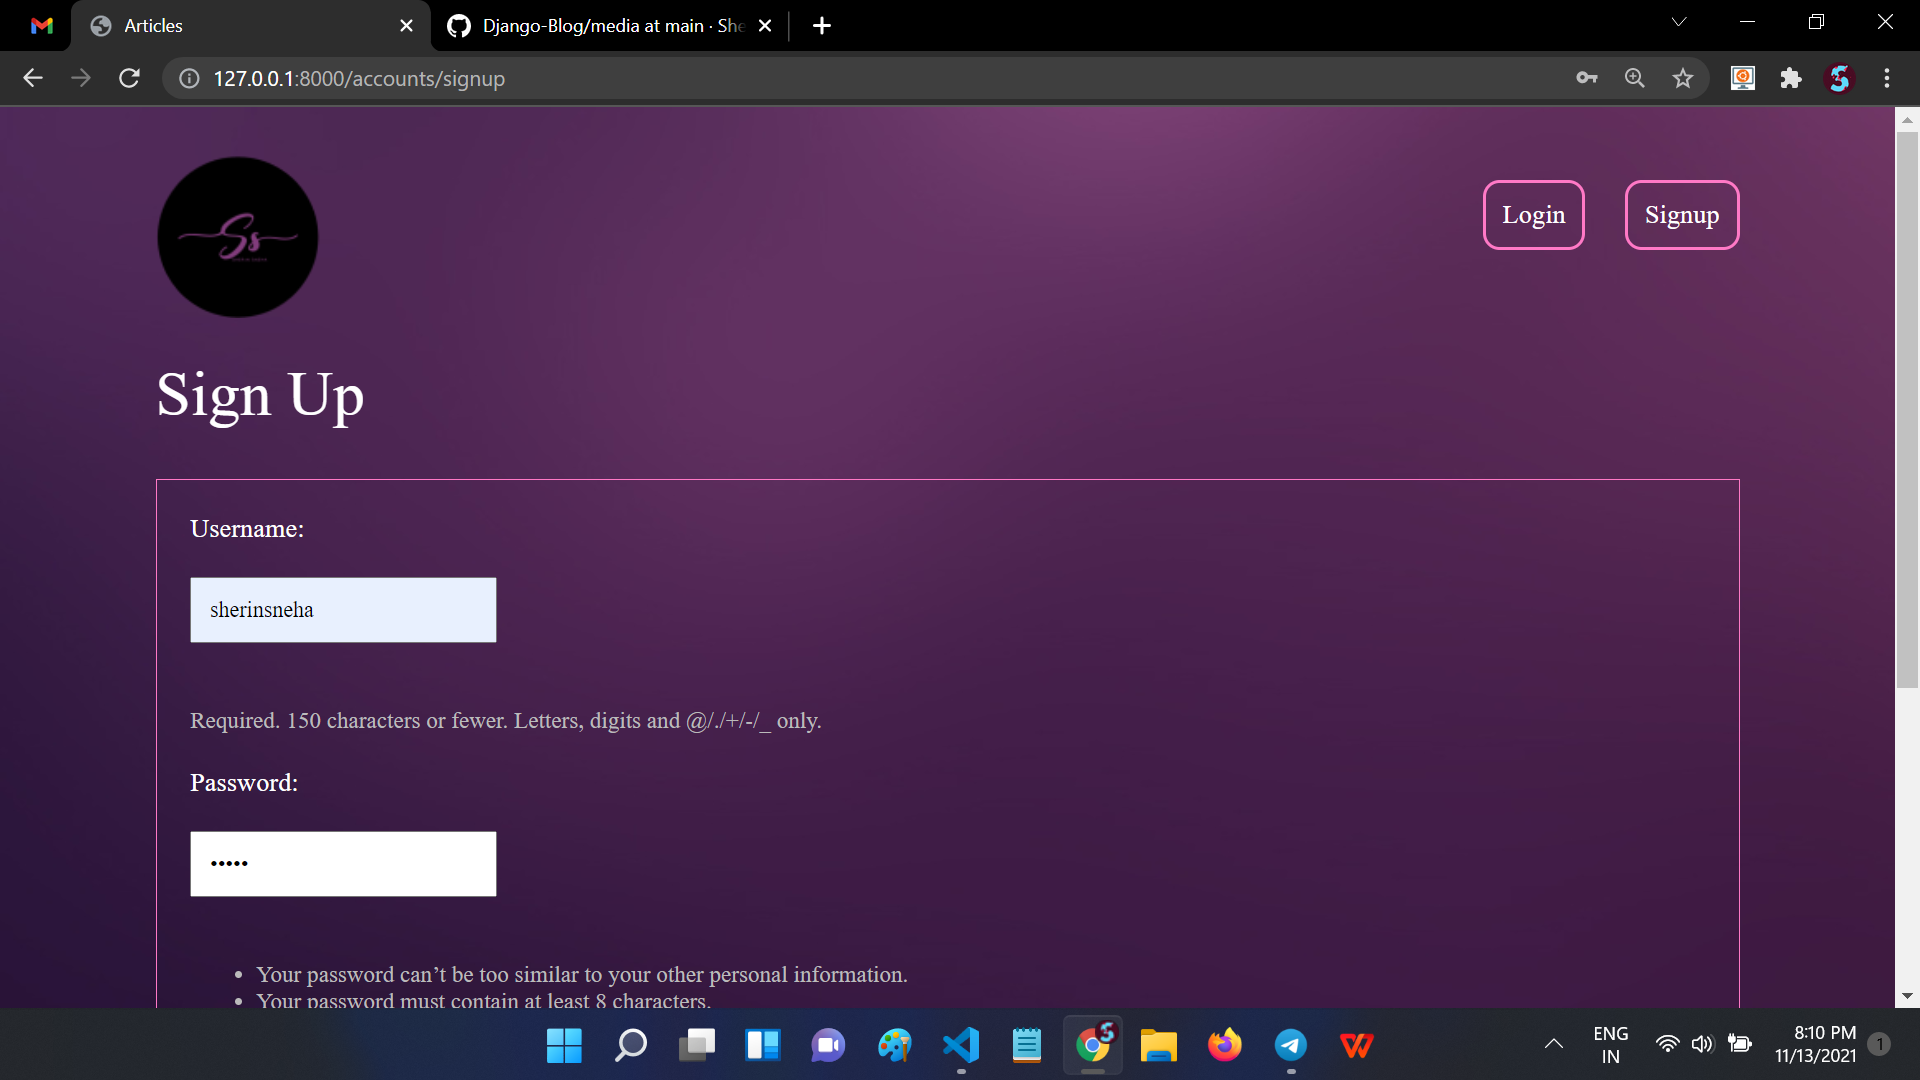 Articles
Django-Blog/media at main · She
127.0.0.1:8000/accounts/signup
Ss
Login
Signup
Sign Up
Username:
sherinsneha
Required. 150 characters or fewer. Letters, digits and @/./+/-/_ only.
Password:
•••••
• Your password can’t be too similar to your other personal information.
• Your password must contain at least 8 characters.
ENG
IN
8:10 PM
11/13/2021
1